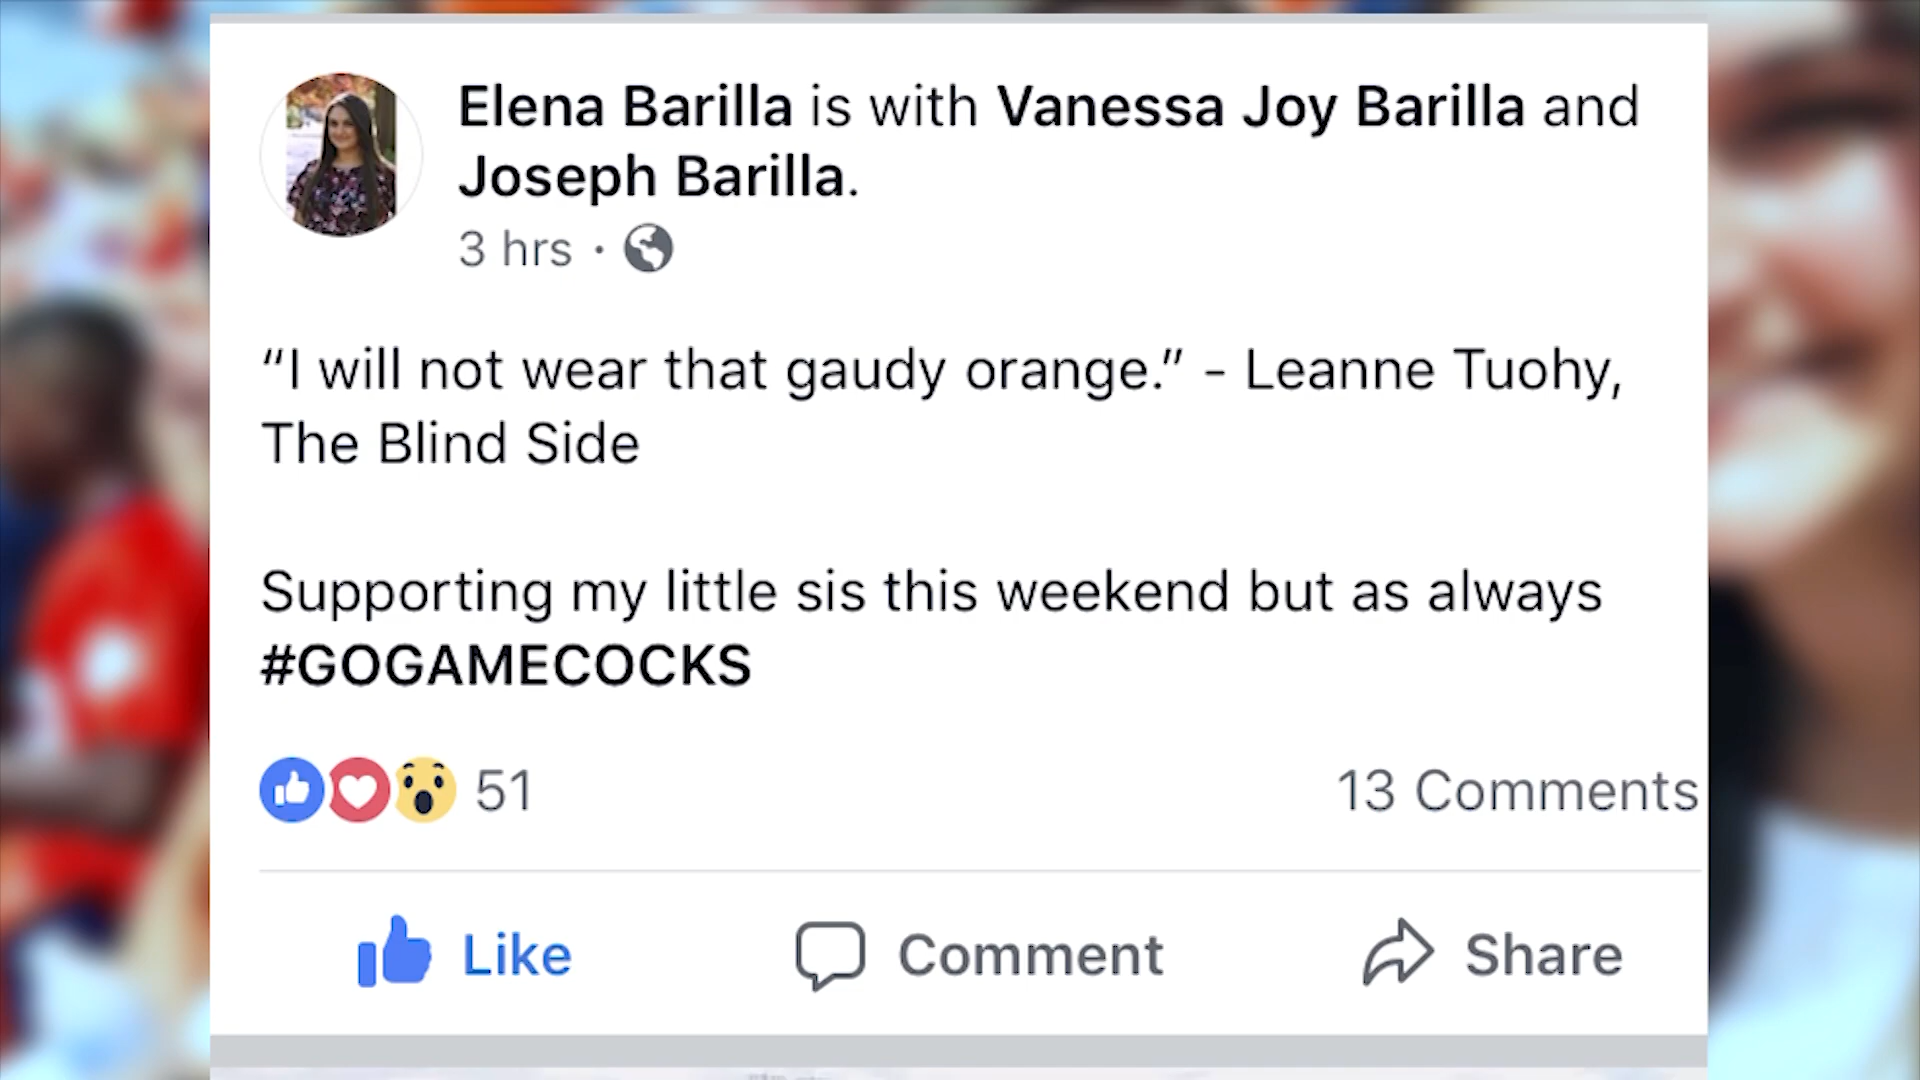 Elena Barilla is with Vanessa Joy Barilla and
Joseph Barilla.
3 hrs ·
“I will not wear that gaudy orange.” - Leanne Tuohy,
The Blind Side
Supporting my little sis this weekend but as always
#GOGAMECOCKS
51
13 Comments
Like
Comment
Share